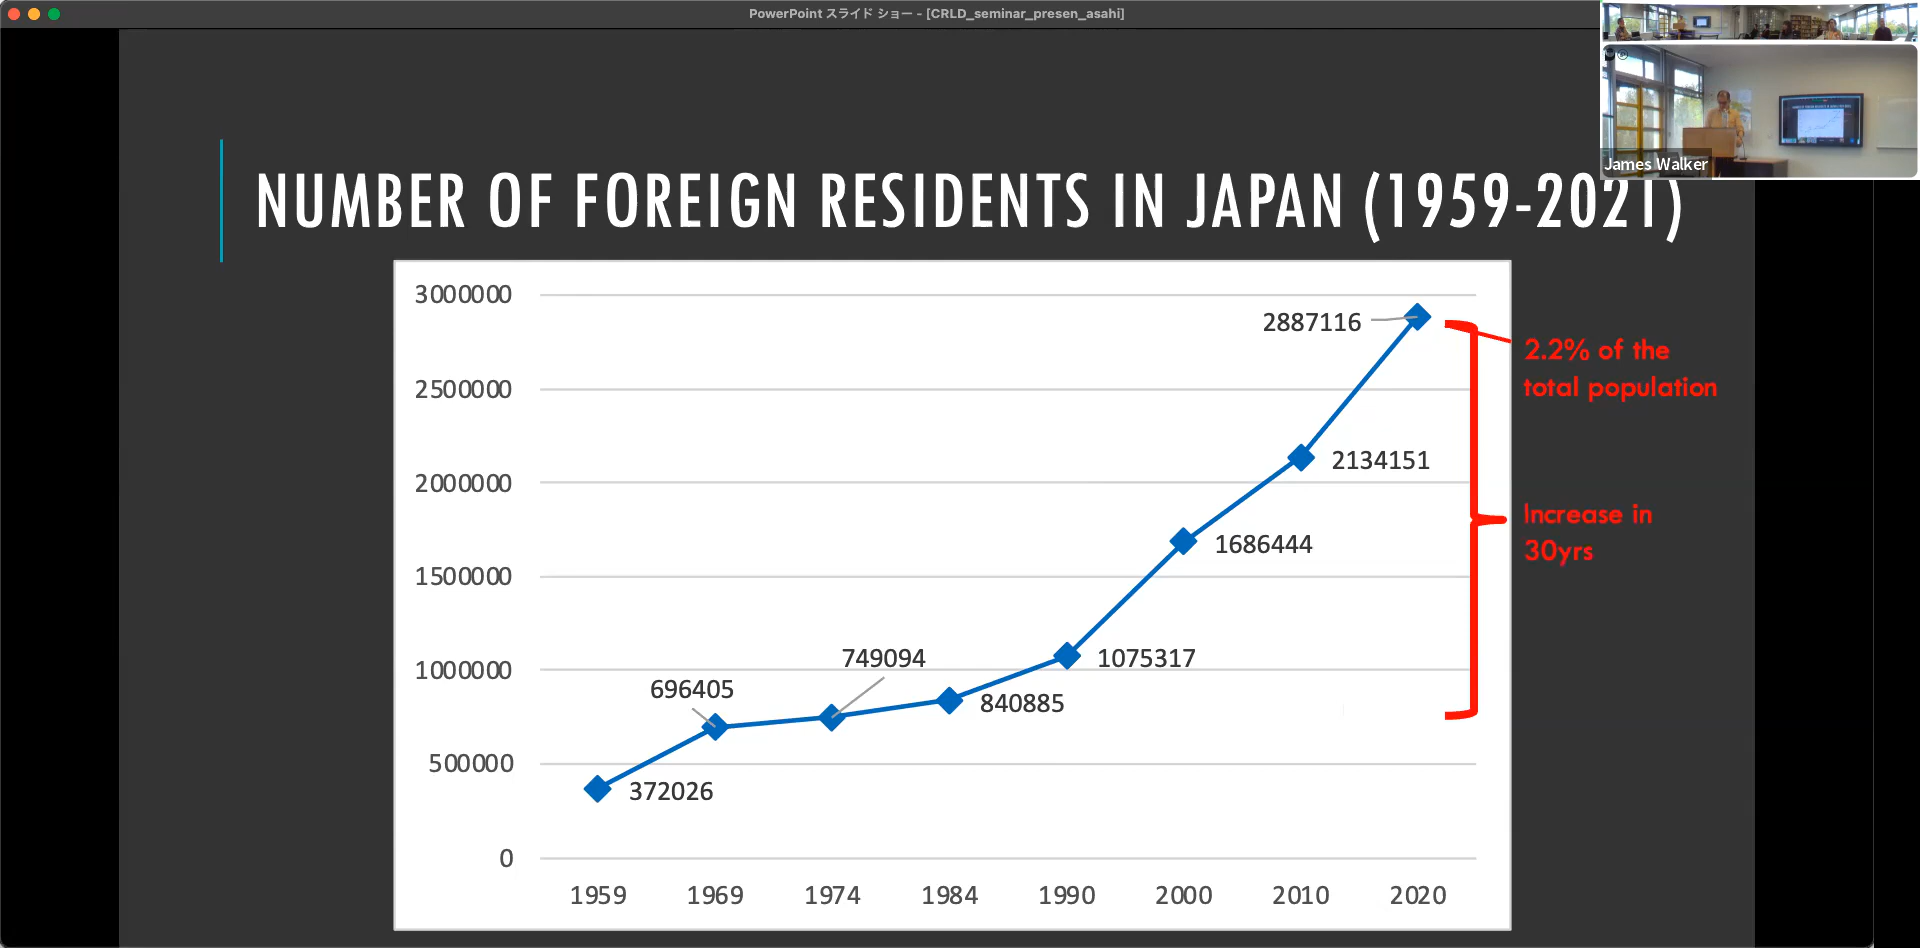 PowerPoint スライド ショー - [CRLD_seminar_presen_asahi]
James Walker
NUMBER OF FOREIGN RESIDENTS IN JAPAN (1959-2021)
3000000
2500000
2000000
1500000
1000000
500000
0
372026
696405
749094
840885
1075317
1686444
2134151
2887116
1959 1969 1974 1984 1990 2000 2010 2020
2.2% of the
total population
Increase in
30yrs